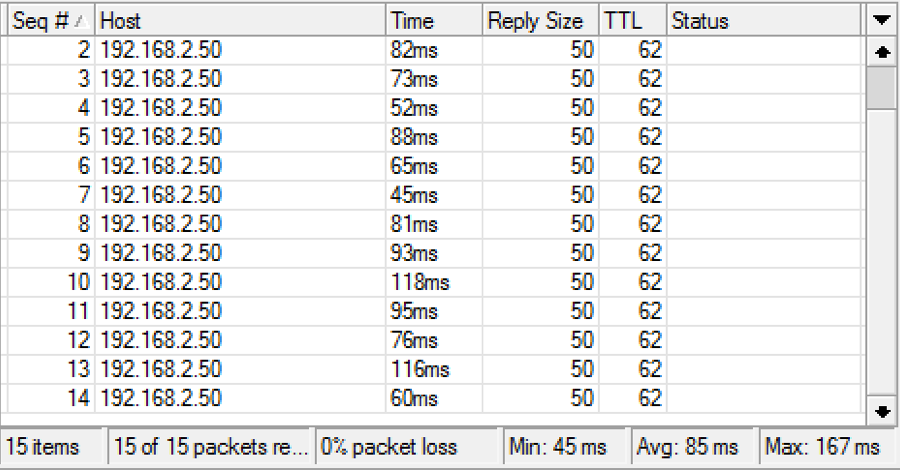 Seq # Host Time Reply Size TTL Status
2 192.168.2.50 82ms 50 62
3 192.168.2.50 73ms 50 62
4 192.168.2.50 52ms 50 62
5 192.168.2.50 88ms 50 62
6 192.168.2.50 65ms 50 62
7 192.168.2.50 45ms 50 62
8 192.168.2.50 81ms 50 62
9 192.168.2.50 93ms 50 62
10 192.168.2.50 118ms 50 62
11 192.168.2.50 95ms 50 62
12 192.168.2.50 76ms 50 62
13 192.168.2.50 116ms 50 62
14 192.168.2.50 60ms 50 62
15 items 15 of 15 packets re... 0% packet loss Min: 45 ms Avg: 85 ms Max: 167 ms